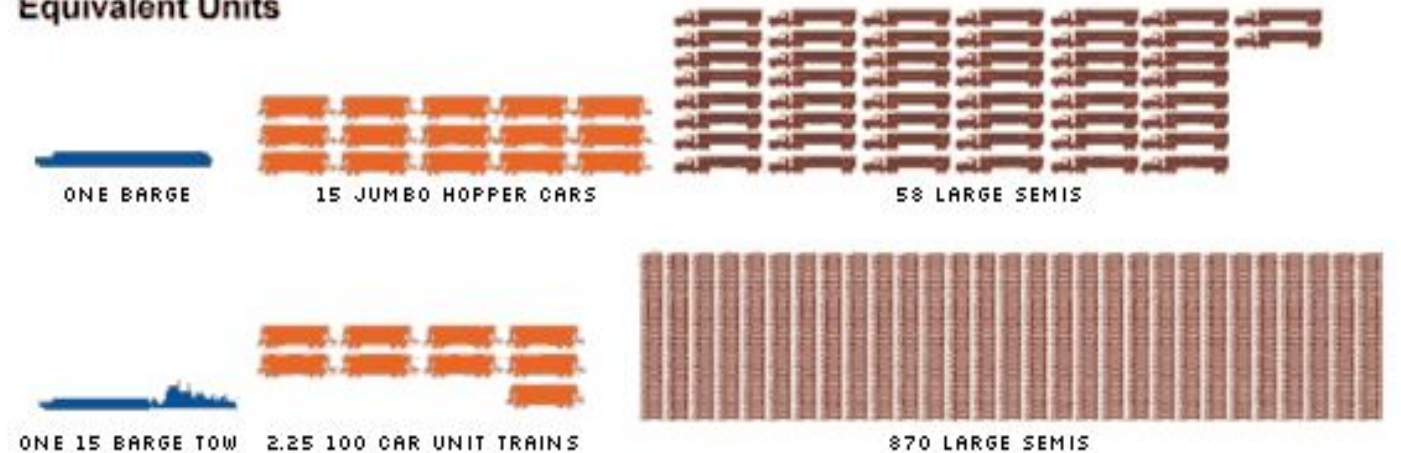 Equivalent Units
ONE BARGE
15 JUMBO HOPPER CARS
58 LARGE SEMIS
ONE 15 BARGE TOW
2.25 100 CAR UNIT TRAINS
870 LARGE SEMIS